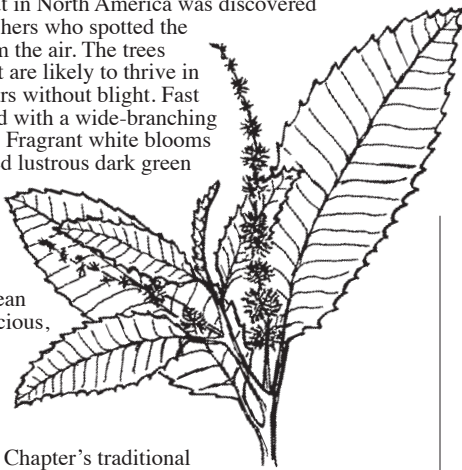 t in North America was discovered
hers who spotted the
m the air. The trees
t are likely to thrive in
rs without blight. Fast
d with a wide-branching
Fragrant white blooms
d lustrous dark green
ean
cious,
Chapter's traditional